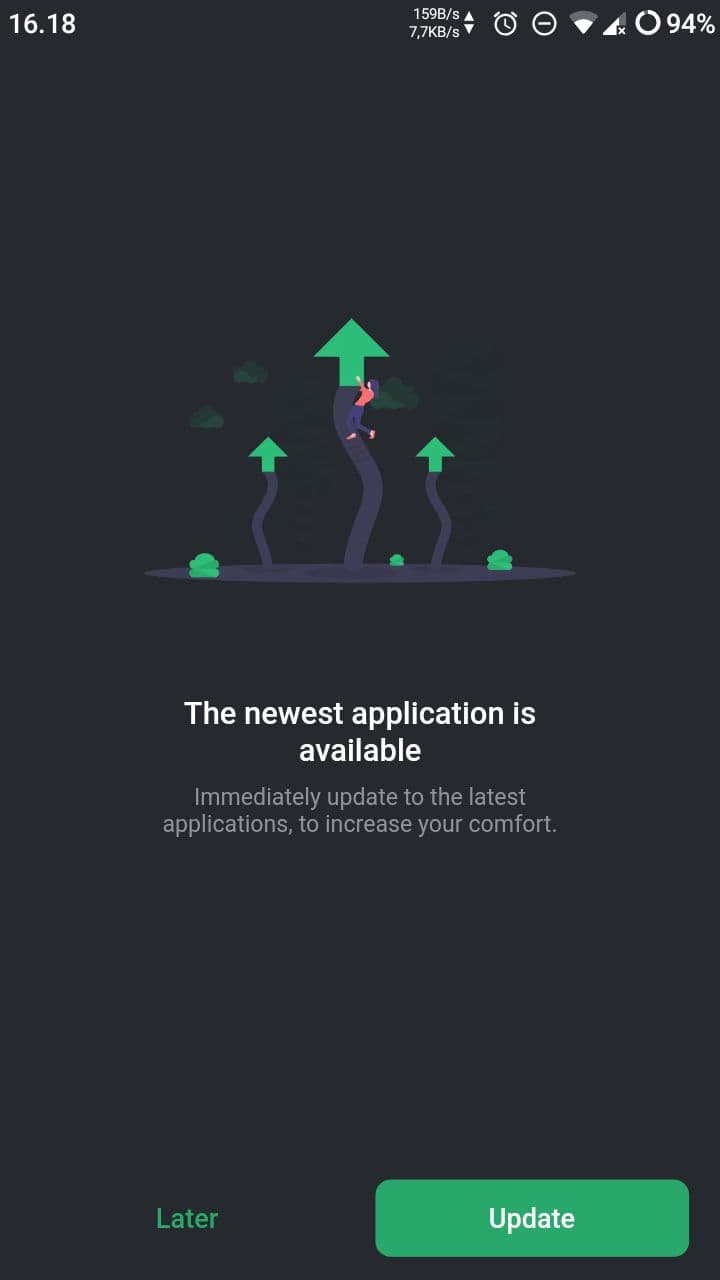 16.18
159B/s
7,7KB/s
94%
The newest application is
available
Immediately update to the latest
applications, to increase your comfort.
Later
Update